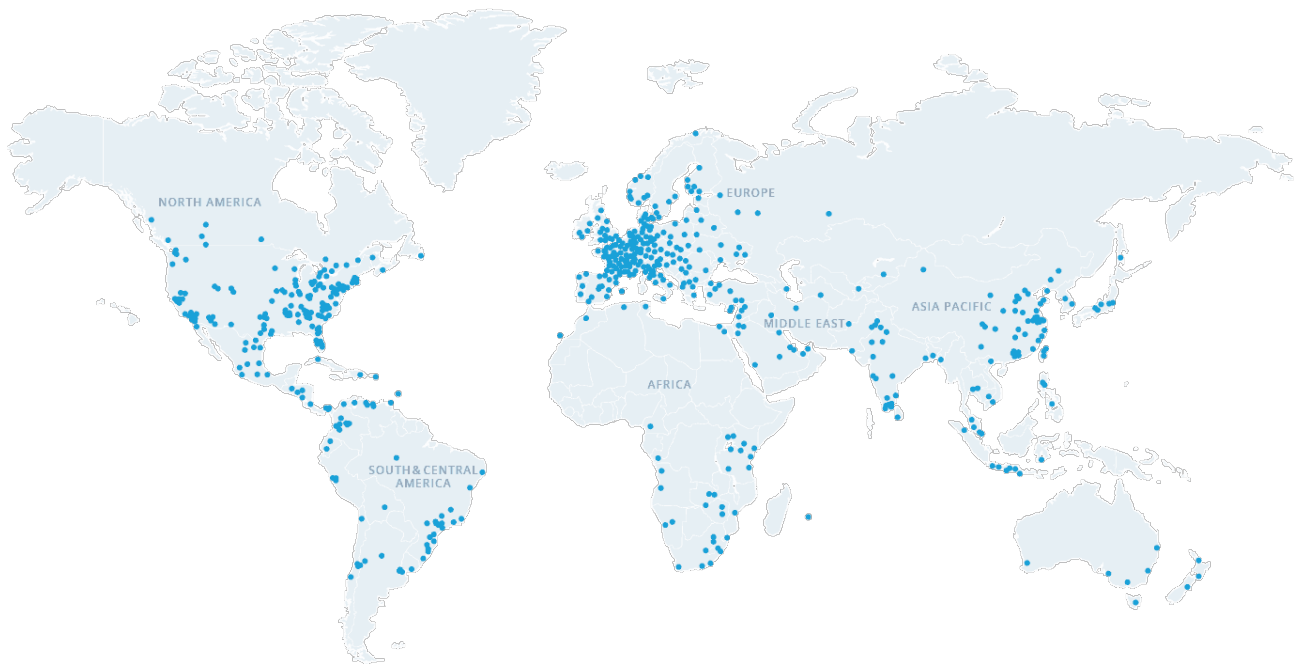 NORTH AMERICA
EUROPE
ASIA PACIFIC
MIDDLE EAST
AFRICA
SOUTH & CENTRAL
AMERICA